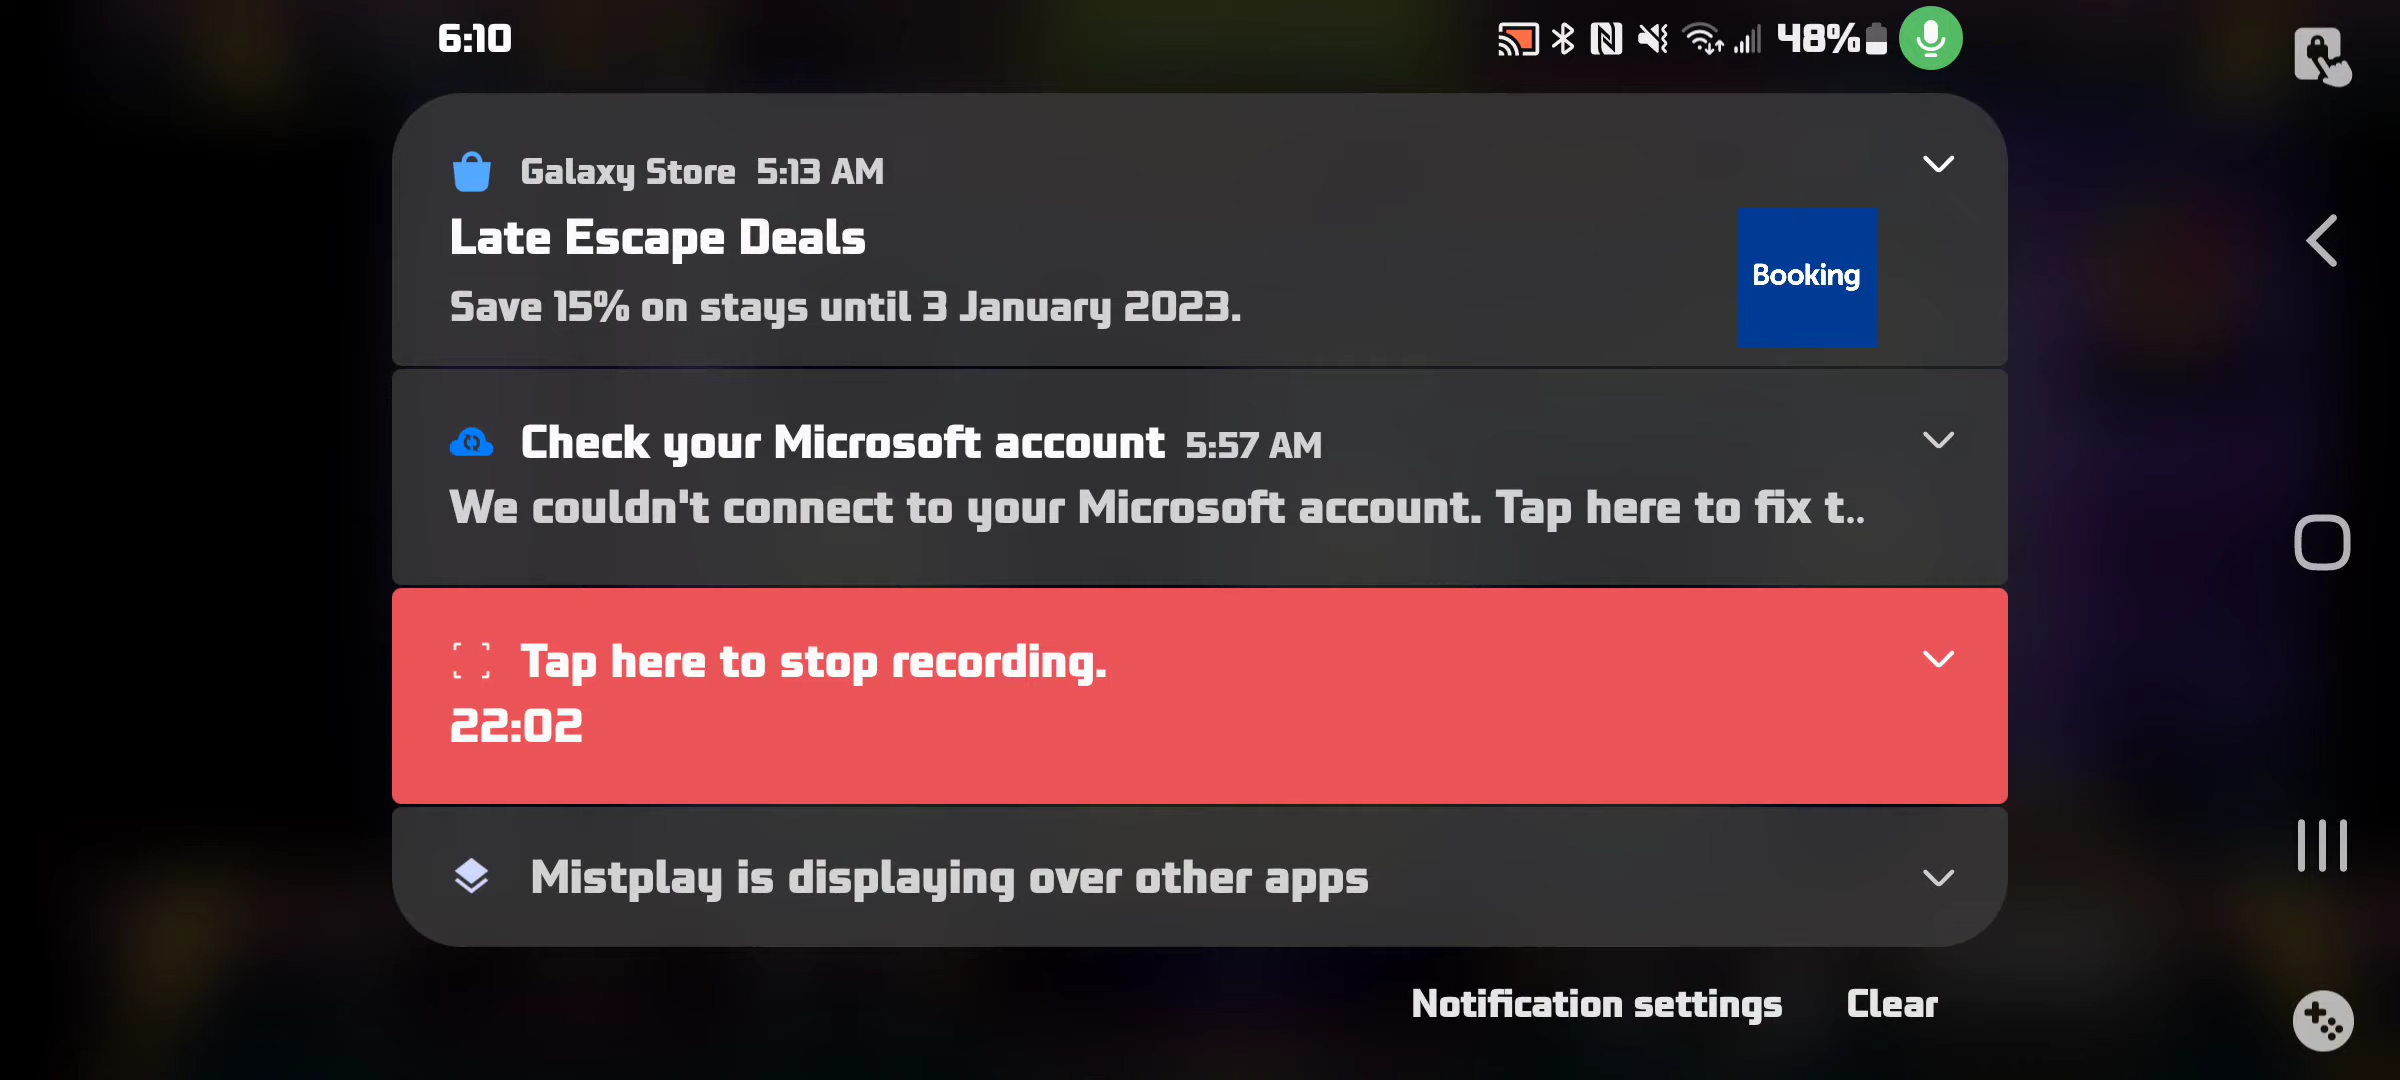 6:10
48%
Galaxy Store 5:13 AM
Late Escape Deals
Save 15% on stays until 3 January 2023.
Booking
Check your Microsoft account 5:57 AM
We couldn't connect to your Microsoft account. Tap here to fix t..
Tap here to stop recording.
22:02
Mistplay is displaying over other apps
Notification settings Clear